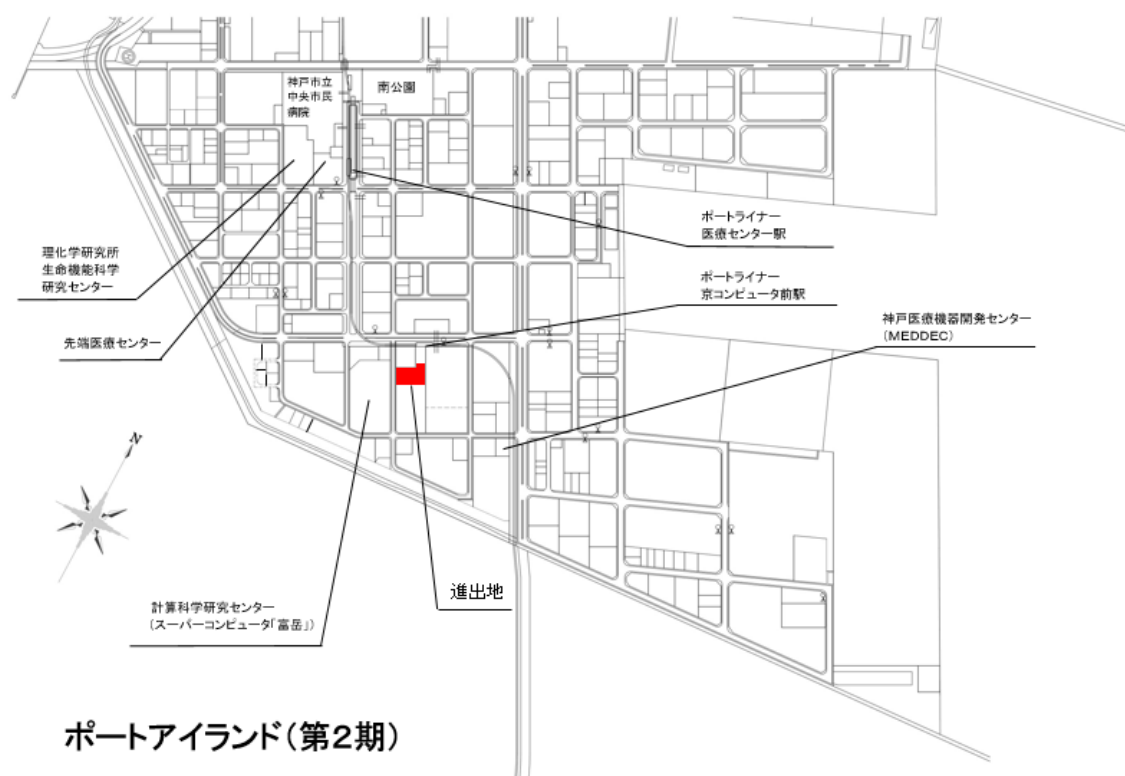 神戸市立
中央市民
病院
南公園
ポートライナー
医療センター駅
理化学研究所
生命機能科学
研究センター
ポートライナー
京コンピュータ前駅
神戸医療機器開発センター
(MEDDEC)
先端医療センター
N
進出地
計算科学研究センター
(スーパーコンピュータ「富岳」)
ポートアイランド(第2期)